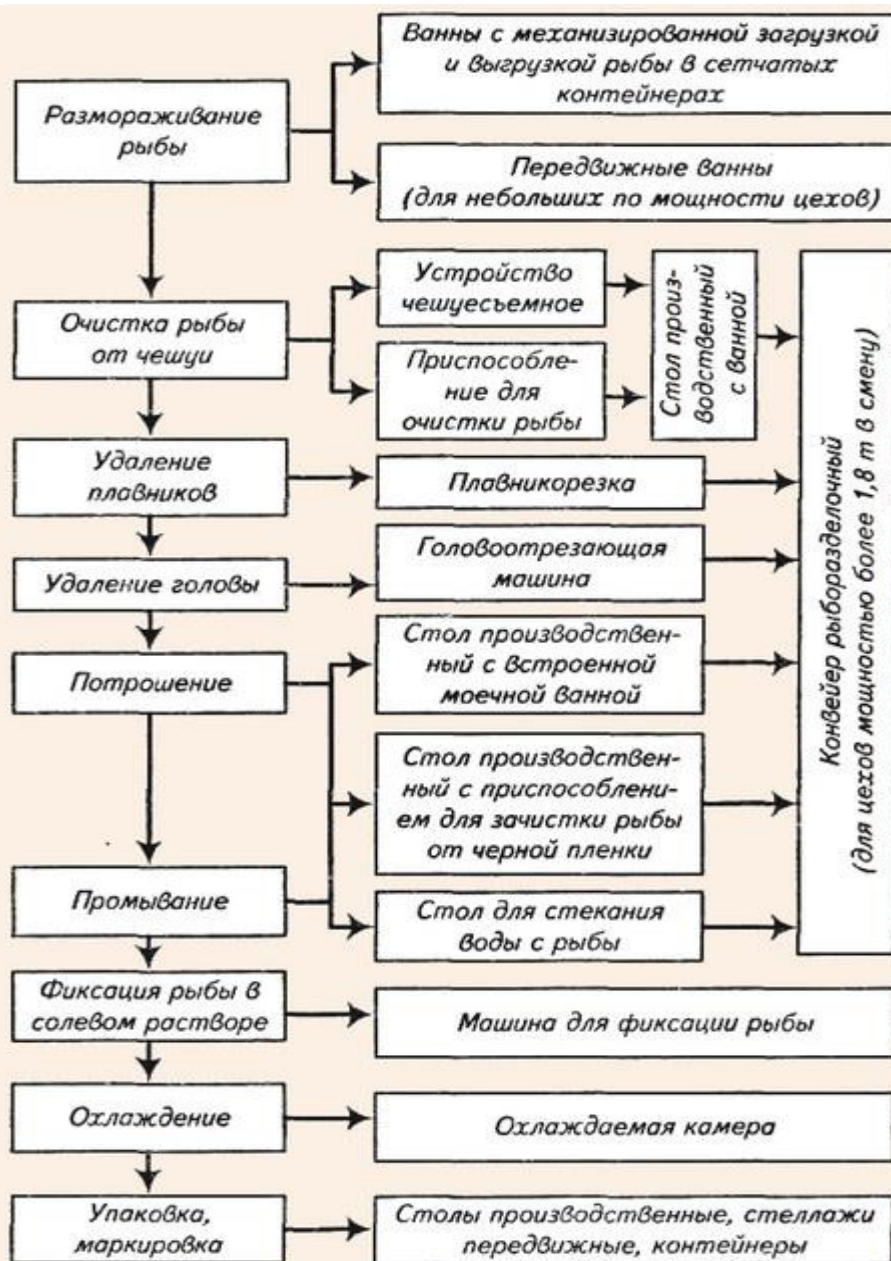 Размораживание
рыбы
Ванны с механизированной загрузкой
и выгрузкой рыбы в сетчатых
контейнерах
Передвижные ванны
(для небольших по мощности цехов)
Очистка рыбы
от чешуи
Устройство
чешуесъемное
Приспособле-
ние для
очистки рыбы
Стол произ-
водственный
с ванной
Конвейер рыборазделочный
(для цехов мощностью более 1,8 т в смену)
Удаление
плавников
Плавникорезка
Удаление головы
Головоотрезающая
машина
Потрошение
Стол производствен-
ный с встроенной
моечной ванной
Стол производствен-
ный с приспособлени-
ем для зачистки рыбы
от черной пленки
Промывание
Стол для стекания
воды с рыбы
Фиксация рыбы в
солевом растворе
Машина для фиксации рыбы
Охлаждение
Охлаждаемая камера
Упаковка,
маркировка
Столы производственные, стеллажи
передвижные, контейнеры